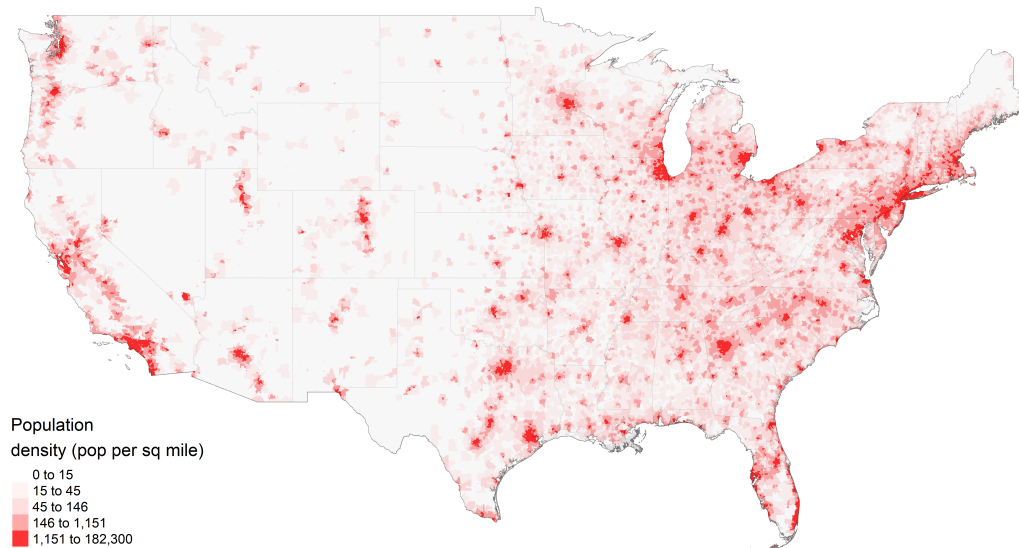 Population
density (pop per sq mile)
0 to 15
15 to 45
45 to 146
146 to 1,151
1,151 to 182,300